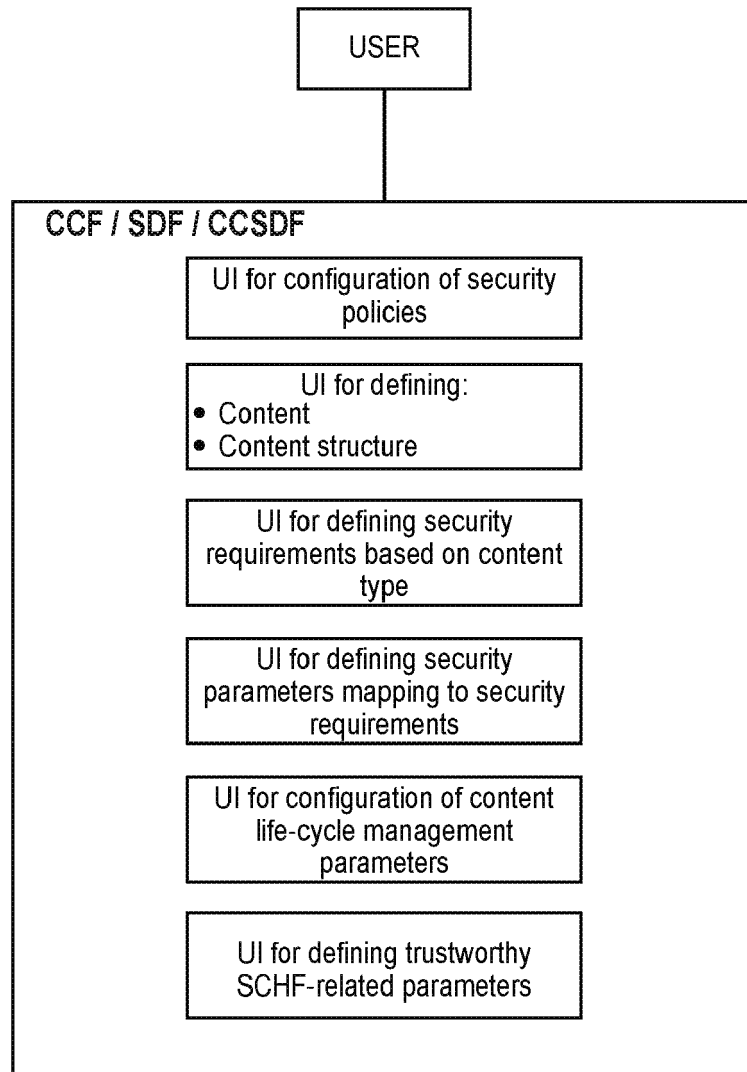 USER
CCF / SDF / CCSDF
UI for configuration of security
policies
UI for defining:
• Content
• Content structure
UI for defining security
requirements based on content
type
UI for defining security
parameters mapping to security
requirements
UI for configuration of content
life-cycle management
parameters
UI for defining trustworthy
SCHF-related parameters